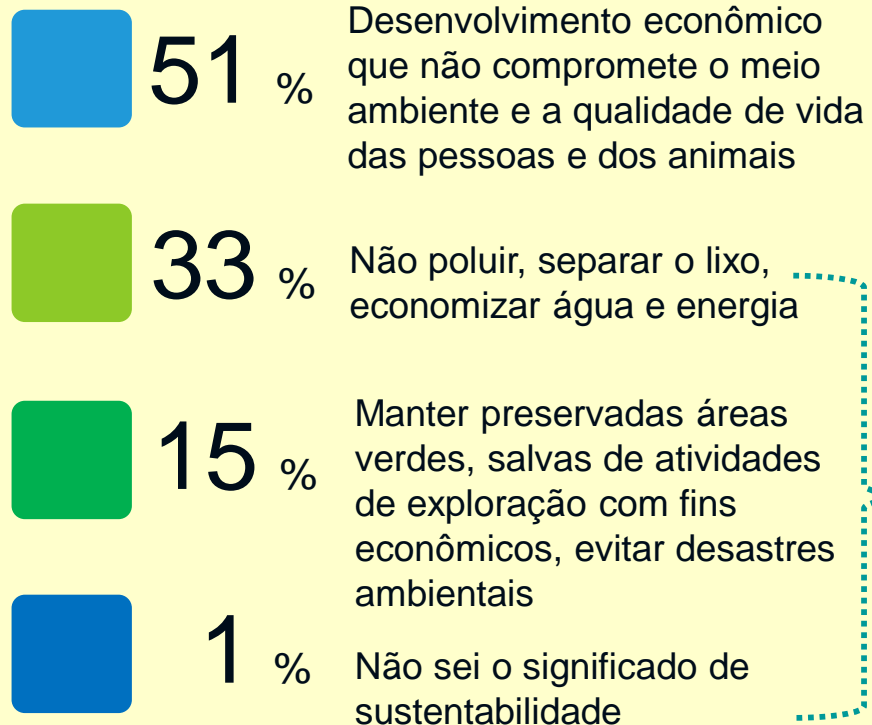 51 %
Desenvolvimento econômico
que não compromete o meio
ambiente e a qualidade de vida
das pessoas e dos animais
33 %
Não poluir, separar o lixo,
economizar água e energia
15 %
Manter preservadas áreas
verdes, salvas de atividades
de exploração com fins
econômicos, evitar desastres
ambientais
1 %
Não sei o significado de
sustentabilidade